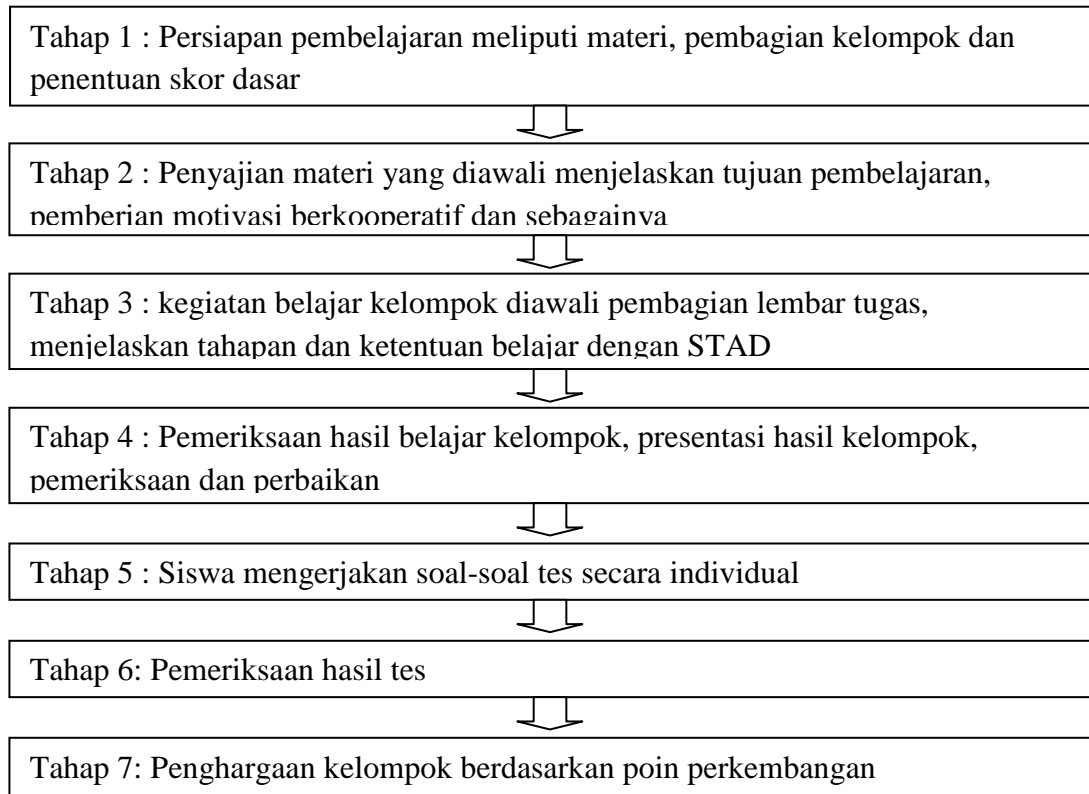 Tahap 1 : Persiapan pembelajaran meliputi materi, pembagian kelompok dan
penentuan skor dasar
Tahap 2 : Penyajian materi yang diawali menjelaskan tujuan pembelajaran,
pemberian motivasi berkooperatif dan sebagainya
Tahap 3 : kegiatan belajar kelompok diawali pembagian lembar tugas,
menjelaskan tahapan dan ketentuan belajar dengan STAD
Tahap 4 : Pemeriksaan hasil belajar kelompok, presentasi hasil kelompok,
pemeriksaan dan perbaikan
Tahap 5 : Siswa mengerjakan soal-soal tes secara individual
Tahap 6: Pemeriksaan hasil tes
Tahap 7: Penghargaan kelompok berdasarkan poin perkembangan